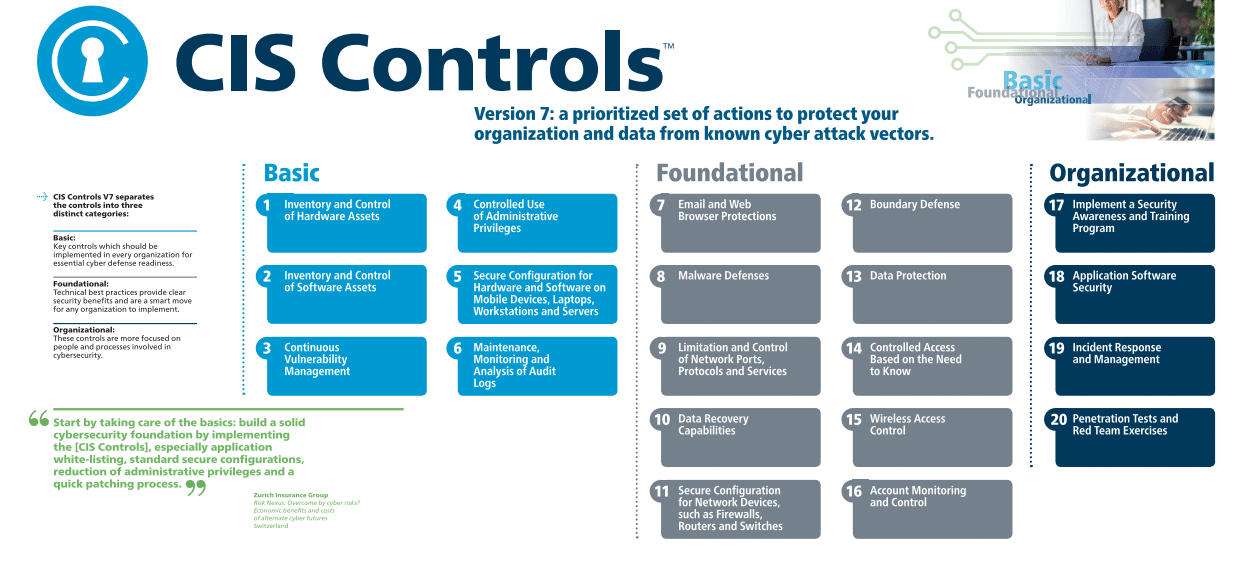 CIS Controls™
Version 7: a prioritized set of actions to protect your
organization and data from known cyber attack vectors.
Basic
Foundational
Organizational
CIS Controls V7 separates
the controls into three
distinct categories:
Basic:
Key controls which should be
implemented in every organization for
essential cyber defense readiness.
Foundational:
Technical best practices provide clear
security benefits and are a smart move
for any organization to implement.
Organizational:
These controls are more focused on
people and processes involved in
cybersecurity.
Basic
1 Inventory and Control
of Hardware Assets
2 Inventory and Control
of Software Assets
3 Continuous
Vulnerability
Management
4 Controlled Use
of Administrative
Privileges
5 Secure Configuration for
Hardware and Software on
Mobile Devices, Laptops,
Workstations and Servers
6 Maintenance,
Monitoring and
Analysis of Audit
Logs
Foundational
7 Email and Web
Browser Protections
8 Malware Defenses
9 Limitation and Control
of Network Ports,
Protocols and Services
10 Data Recovery
Capabilities
11 Secure Configuration
for Network Devices,
such as Firewalls,
Routers and Switches
12 Boundary Defense
13 Data Protection
14 Controlled Access
Based on the Need
to Know
15 Wireless Access
Control
16 Account Monitoring
and Control
Organizational
17 Implement a Security
Awareness and Training
Program
18 Application Software
Security
19 Incident Response
and Management
20 Penetration Tests and
Red Team Exercises
“Start by taking care of the basics: build a solid
cybersecurity foundation by implementing
the [CIS Controls], especially application
white-listing, standard secure configurations,
reduction of administrative privileges and a
quick patching process.”
Zurich Insurance Group
Risk Nexus: Overcome by cyber risks?
Economic benefits and costs
of alternate cyber futures
Switzerland